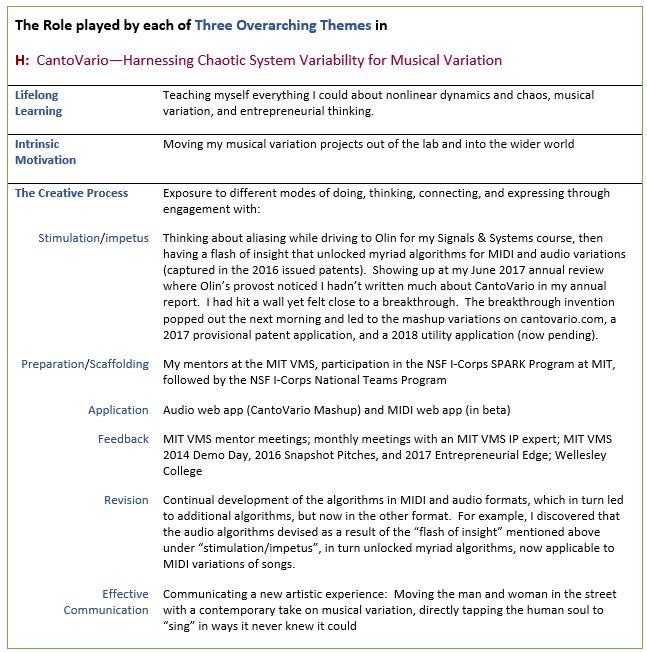 The Role played by each of Three Overarching Themes in
H: CantoVario—Harnessing Chaotic System Variability for Musical Variation
Lifelong
Learning
Teaching myself everything I could about nonlinear dynamics and chaos, musical
variation, and entrepreneurial thinking.
Intrinsic
Motivation
Moving my musical variation projects out of the lab and into the wider world
The Creative Process
Exposure to different modes of doing, thinking, connecting, and expressing through
engagement with:
Stimulation/impetus
Thinking about aliasing while driving to Olin for my Signals & Systems course, then
having a flash of insight that unlocked myriad algorithms for MIDI and audio variations
(captured in the 2016 issued patents). Showing up at my June 2017 annual review
where Olin's provost noticed I hadn't written much about CantoVario in my annual
report. I had hit a wall yet felt close to a breakthrough. The breakthrough invention
popped out the next morning and led to the mashup variations on cantovario.com, a
2017 provisional patent application, and a 2018 utility application (now pending).
Preparation/Scaffolding
My mentors at the MIT VMS, participation in the NSF I-Corps SPARK Program at MIT,
followed by the NSF I-Corps National Teams Program
Application
Audio web app (CantoVario Mashup) and MIDI web app (in beta)
Feedback
MIT VMS mentor meetings; monthly meetings with an MIT VMS IP expert; MIT VMS
2014 Demo Day, 2016 Snapshot Pitches, and 2017 Entrepreneurial Edge; Wellesley
College
Revision
Continual development of the algorithms in MIDI and audio formats, which in turn led
to additional algorithms, but now in the other format. For example, I discovered that
the audio algorithms devised as a result of the "flash of insight" mentioned above
under "stimulation/impetus", in turn unlocked myriad algorithms, now applicable to
MIDI variations of songs.
Effective
Communication
Communicating a new artistic experience: Moving the man and woman in the street
with a contemporary take on musical variation, directly tapping the human soul to
"sing" in ways it never knew it could